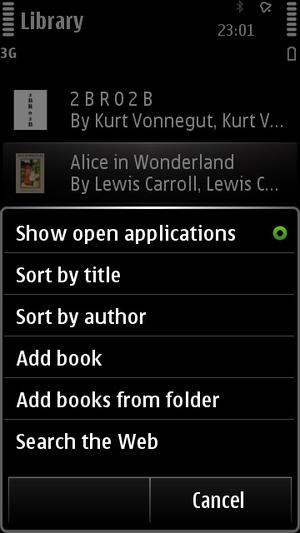 Library
23:01
3G
2 B R 0 2 B
By Kurt Vonnegut, Kurt V...
Alice in Wonderland
By Lewis Carroll, Lewis C...
Show open applications
Sort by title
Sort by author
Add book
Add books from folder
Search the Web
Cancel